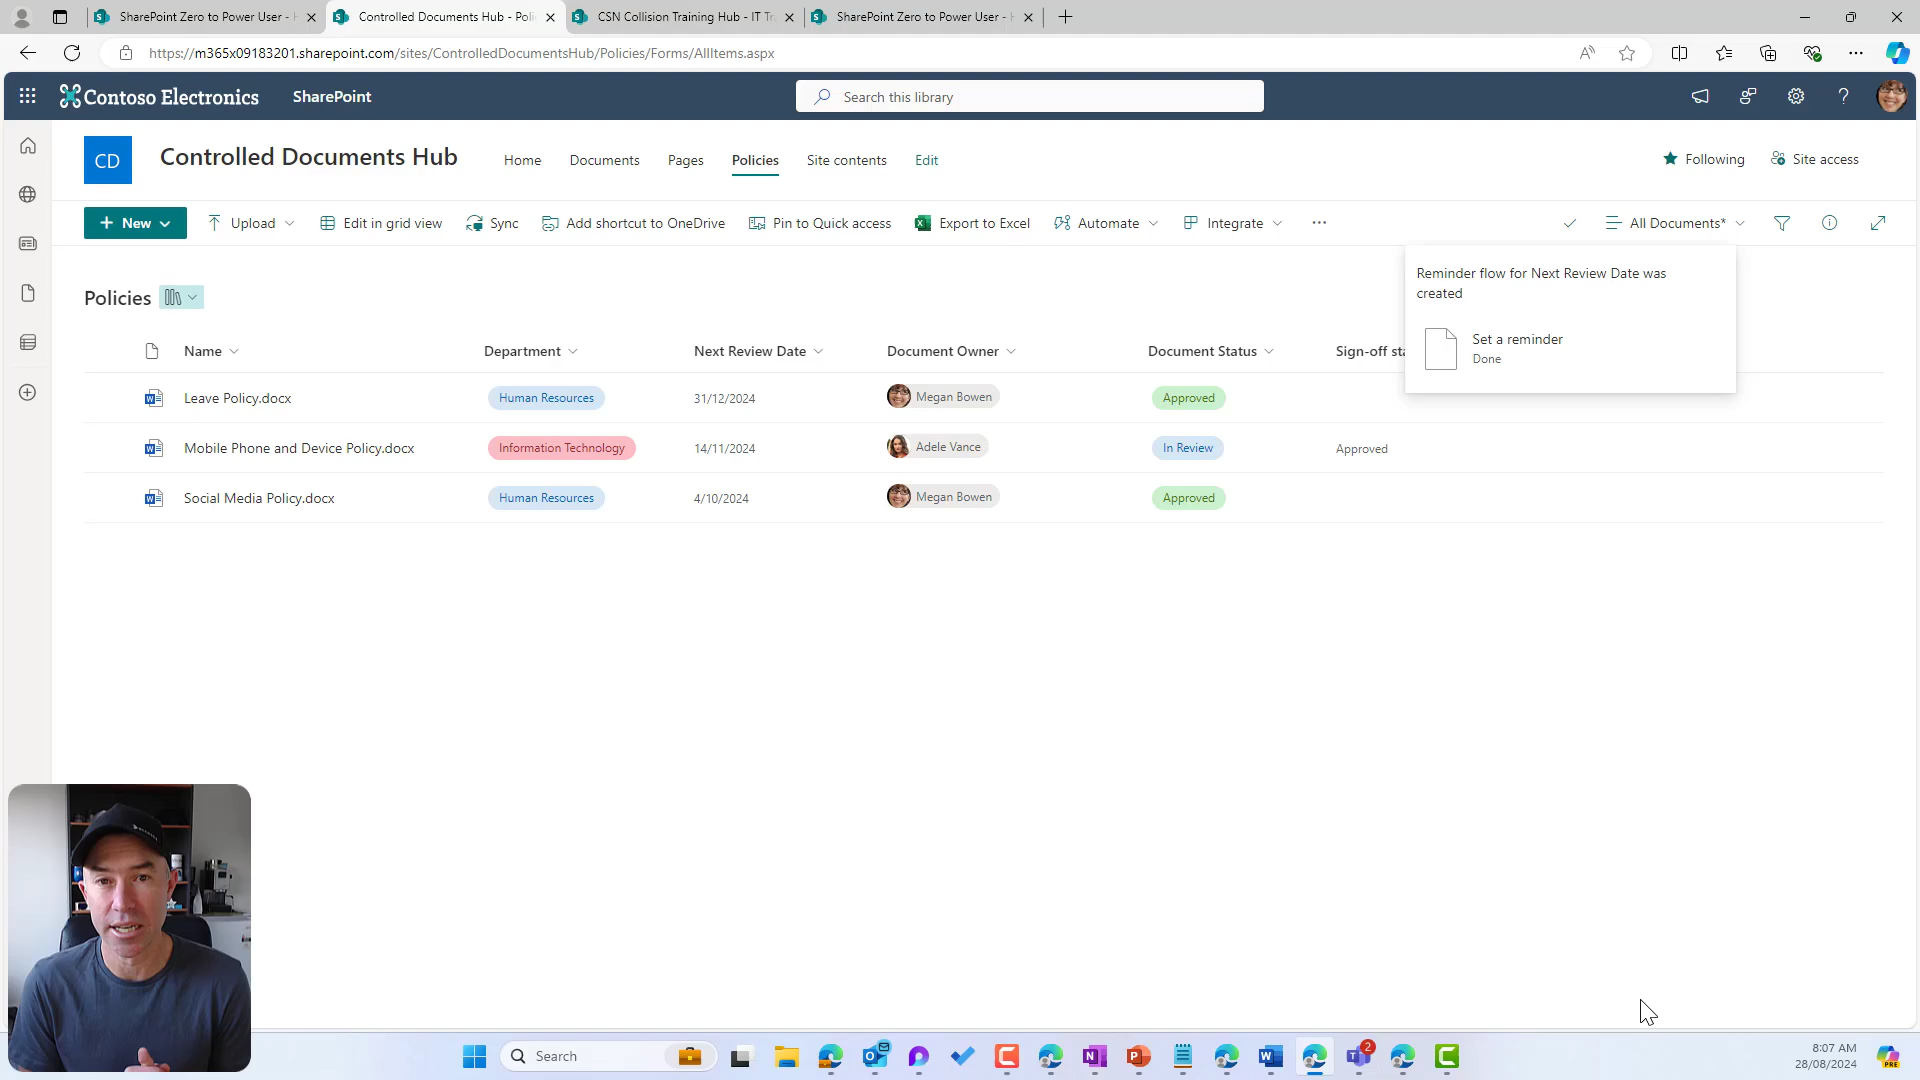 SharePoint Zero to Power User - H
Controlled Documents Hub - Poli
CSN Collision Training Hub - IT Tr
SharePoint Zero to Power User - H
https://m365x09183201.sharepoint.com/sites/ControlledDocumentsHub/Policies/Forms/AllItems.aspx
Contoso Electronics
SharePoint
Search this library
CD
Controlled Documents Hub
Home
Documents
Pages
Policies
Site contents
Edit
Following
Site access
New
Upload
Edit in grid view
Sync
Add shortcut to OneDrive
Pin to Quick access
Export to Excel
Automate
Integrate
All Documents*
Reminder flow for Next Review Date was
created
Set a reminder
Done
Policies
Name
Department
Next Review Date
Document Owner
Document Status
Sign-off sta
Leave Policy.docx
Human Resources
31/12/2024
Megan Bowen
Approved
Mobile Phone and Device Policy.docx
Information Technology
14/11/2024
Adele Vance
In Review
Approved
Social Media Policy.docx
Human Resources
4/10/2024
Megan Bowen
Approved
Search
2
8:07 AM
28/08/2024